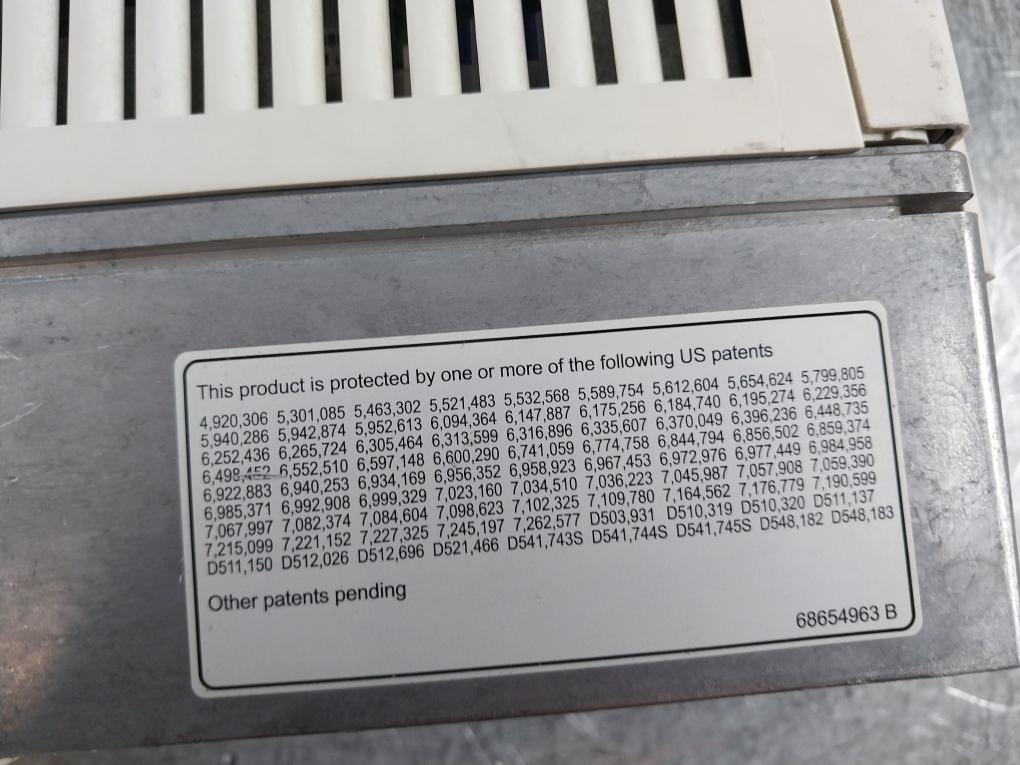 This product is protected by one or more of the following US patents
4,920,306 5,301,085 5,463,302 5,521,483 5,532,568 5,589,754 5,612,604 5,654,624 5,799,805
5,940,286 5,942,874 5,952,613 6,094,364 6,147,887 6,175,256 6,184,740 6,195,274 6,229,356
6,252,436 6,265,724 6,305,464 6,313,599 6,316,896 6,335,607 6,370,049 6,396,236 6,448,735
6,498,452 6,552,510 6,597,148 6,600,290 6,741,059 6,774,758 6,844,794 6,856,502 6,859,374
6,922,883 6,940,253 6,934,169 6,956,352 6,958,923 6,967,453 6,972,976 6,977,449 6,984,958
6,985,371 6,992,908 6,999,329 7,023,160 7,034,510 7,036,223 7,045,987 7,057,908 7,059,390
7,067,997 7,082,374 7,084,604 7,098,623 7,102,325 7,109,780 7,164,562 7,176,779 7,190,599
7,215,099 7,221,152 7,227,325 7,245,197 7,262,577 D503,931 D510,319 D510,320 D511,137
D511,150 D512,026 D512,696 D521,466 D541,743S D541,744S D541,745S D548,182 D548,183
Other patents pending
68654963 B